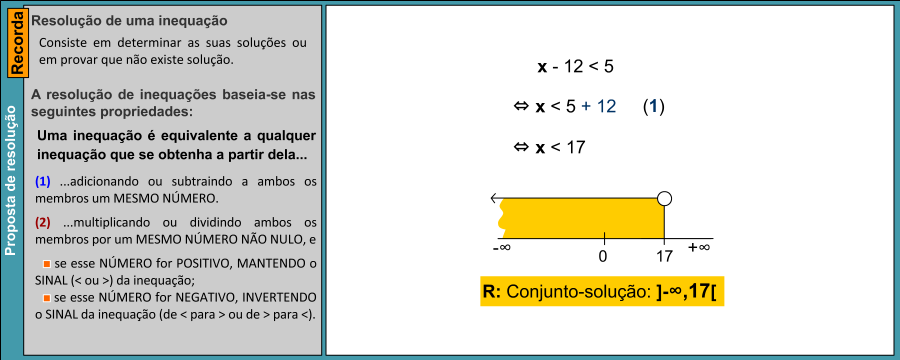 Proposta de resolução
Recorda
Resolução de uma inequação
Consiste em determinar as suas soluções ou
em provar que não existe solução.
A resolução de inequações baseia-se nas
seguintes propriedades:
Uma inequação é equivalente a qualquer
inequação que se obtenha a partir dela...
(1) ...adicionando ou subtraindo a ambos os
membros um MESMO NÚMERO.
(2) ...multiplicando ou dividindo ambos os
membros por um MESMO NÚMERO NÃO NULO, e
se esse NÚMERO for POSITIVO, MANTENDO o
SINAL (< ou >) da inequação;
se esse NÚMERO for NEGATIVO, INVERTENDO
o SINAL da inequação (de < para > ou de > para <).
x - 12 < 5
⇔ x < 5 + 12 (1)
⇔ x < 17
-∞ 0 17 +∞
R: Conjunto-solução: ]-∞,17[